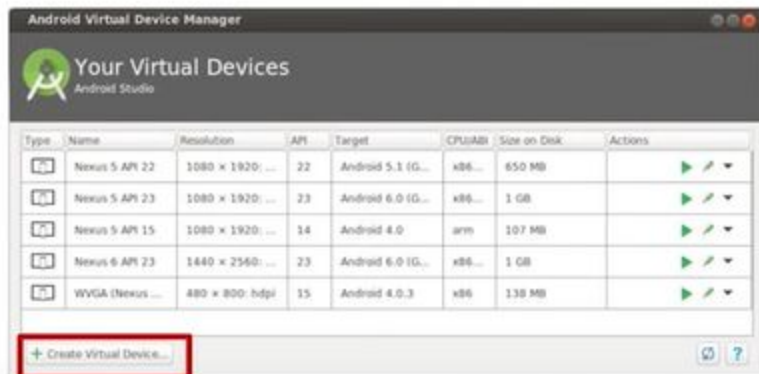 Android Virtual Device Manager
Your Virtual Devices
Android Studio
Type Name Resolution API Target CPU/ABI Size on Disk Actions
Nexus 5 API 22 1080 × 1920: ... 22 Android 5.1 (G... x86... 650 MB
Nexus 5 API 23 1080 × 1920: ... 23 Android 6.0 (G... x86... 1 GB
Nexus 5 API 15 1080 × 1920: ... 14 Android 4.0 arm 107 MB
Nexus 6 API 23 1440 × 2560: ... 23 Android 6.0 (G... x86... 1 GB
WVGA (Nexus ... 480 × 800: hdpi 15 Android 4.0.3 x86 138 MB
+ Create Virtual Device... ?